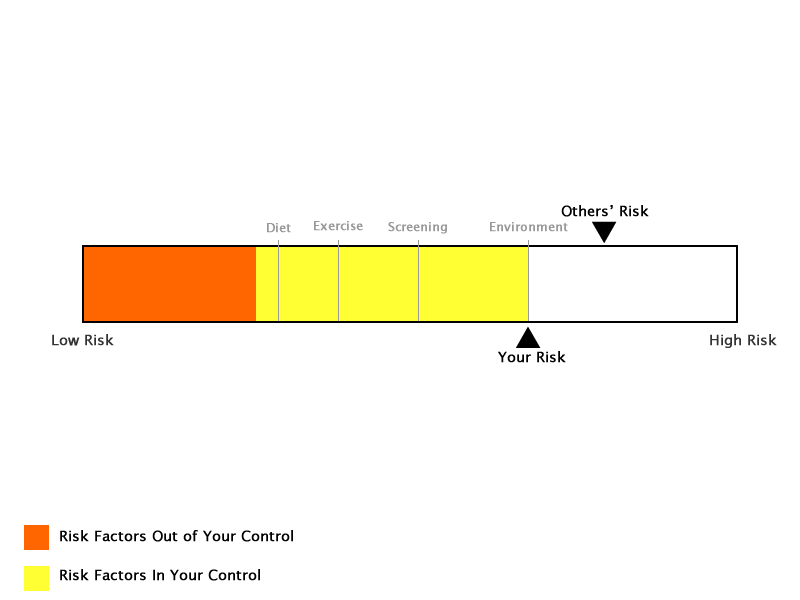 Others’ Risk
Diet
Exercise
Screening
Environment
Low Risk
High Risk
Your Risk
Risk Factors Out of Your Control
Risk Factors In Your Control